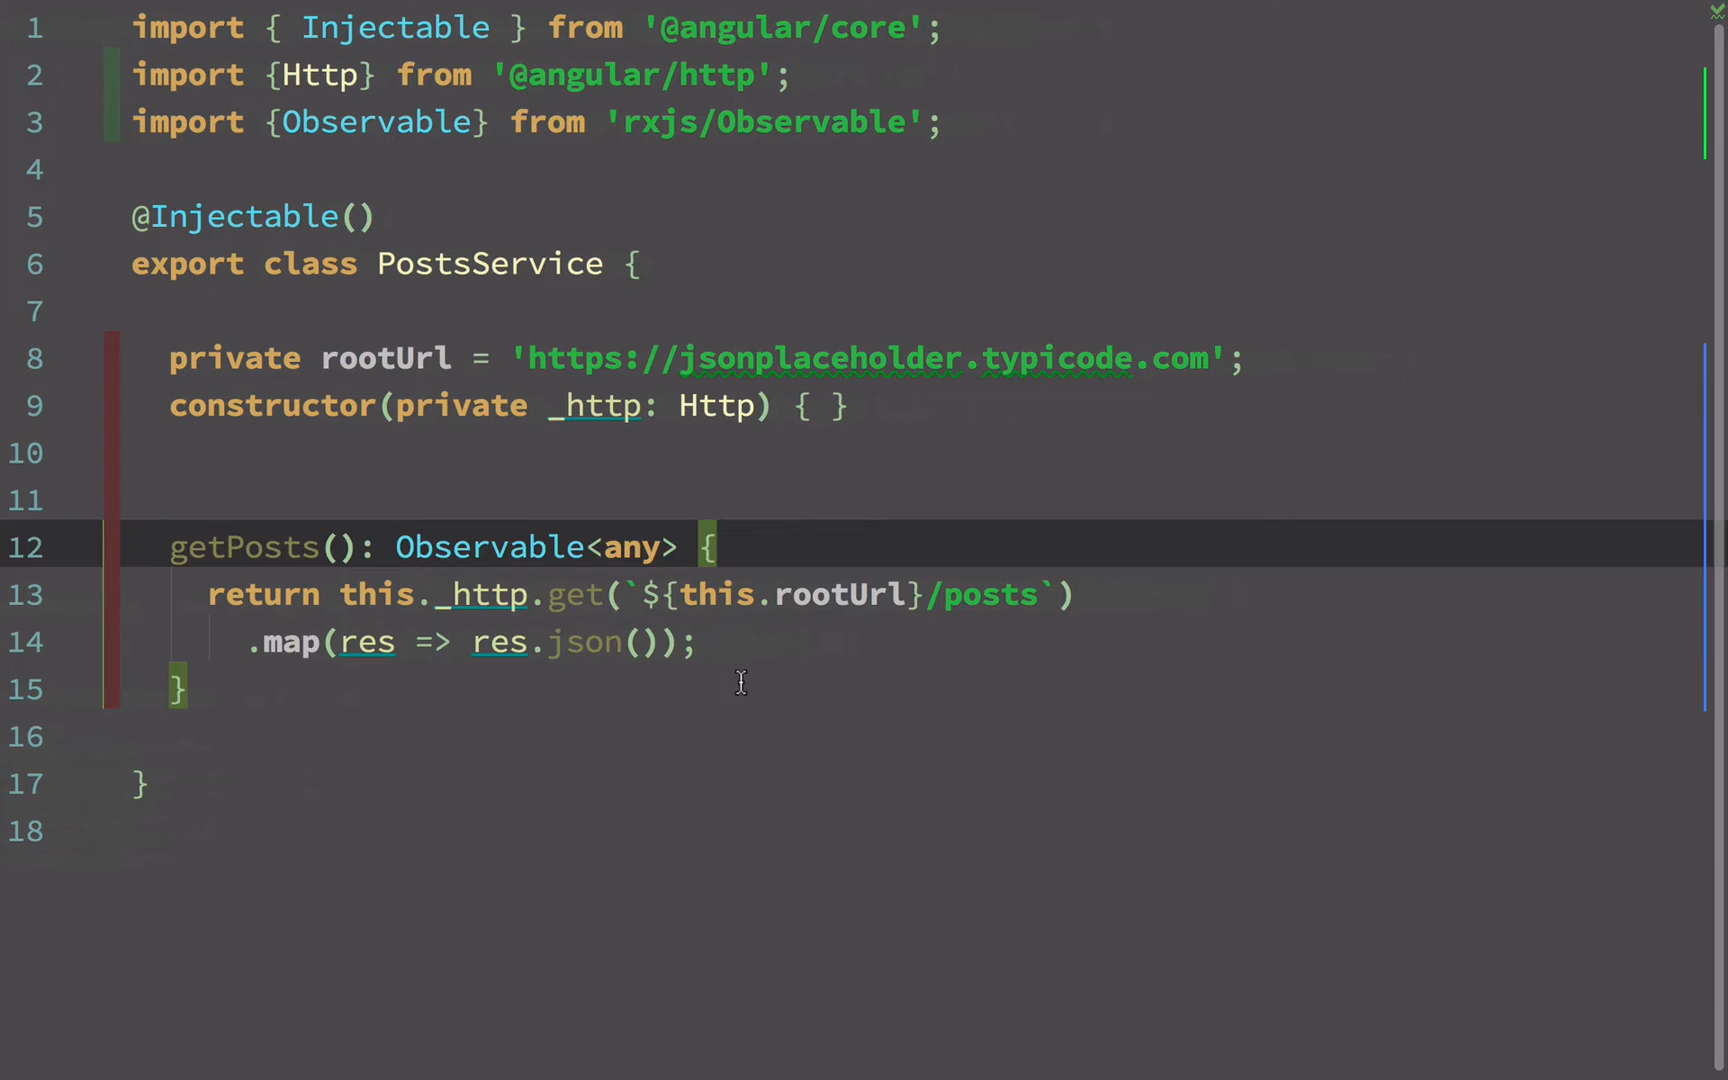 1 import { Injectable } from '@angular/core';
2 import {Http} from '@angular/http';
3 import {Observable} from 'rxjs/Observable';
4
5 @Injectable()
6 export class PostsService {
7
8 private rootUrl = 'https://jsonplaceholder.typicode.com';
9 constructor(private _http: Http) { }
10
11
12 getPosts(): Observable<any> {
13 return this._http.get(`${this.rootUrl}/posts`)
14 .map(res => res.json());
15 }
16
17 }
18